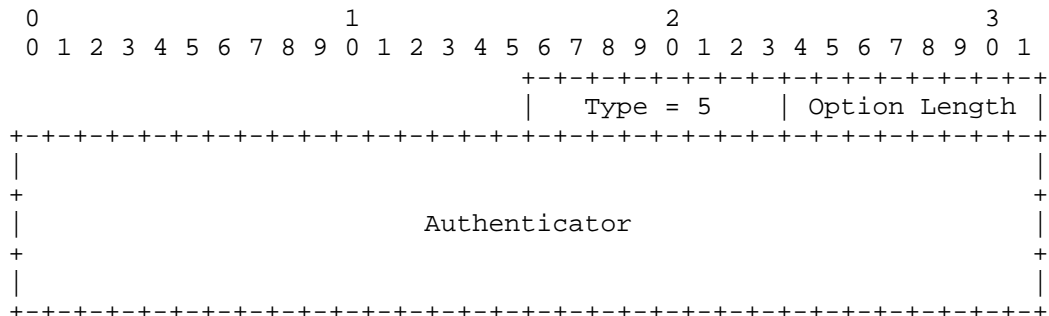 0                   1                   2                   3
 0 1 2 3 4 5 6 7 8 9 0 1 2 3 4 5 6 7 8 9 0 1 2 3 4 5 6 7 8 9 0 1
                                +-+-+-+-+-+-+-+-+-+-+-+-+-+-+-+-+
                                |   Type = 5    | Option Length |
+-+-+-+-+-+-+-+-+-+-+-+-+-+-+-+-+-+-+-+-+-+-+-+-+-+-+-+-+-+-+-+-+
|                                                               |
+                                                               +
|                         Authenticator                         |
+                                                               +
|                                                               |
+-+-+-+-+-+-+-+-+-+-+-+-+-+-+-+-+-+-+-+-+-+-+-+-+-+-+-+-+-+-+-+-+